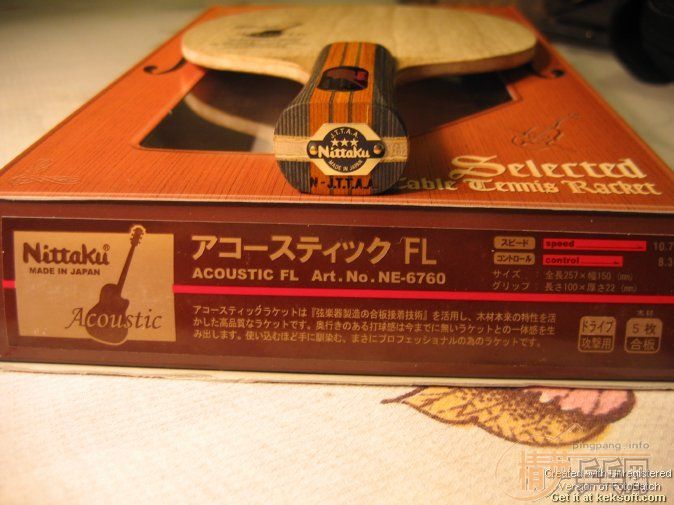 J.T.T.A.A.
Nittaku
MADE IN JAPAN
N-J.T.T.A.A
Selected
Table Tennis Racket
Nittaku®
MADE IN JAPAN
Acoustic
アコースティック FL
ACOUSTIC FL Art.No.NE-6760
スピード speed 10.7
コントロール control 8.3
サイズ : 全長257×幅150 (mm)
グリップ : 長さ100×厚さ22 (mm)
アコースティックラケットは『弦楽器製造の合板接着技術』を活用し、木材本来の特性を活
かした高品質なラケットです。奥行きのある打球感は今までに無いラケットとの一体感を生
み出します。使い込むほど手に馴染む、まさにプロフェッショナルの為のラケットです。
ドライブ
攻撃用
木材
5枚
合板
pingpang.info
Created with Unregistered
Version of FotoBatch
Get it at keksoft.com